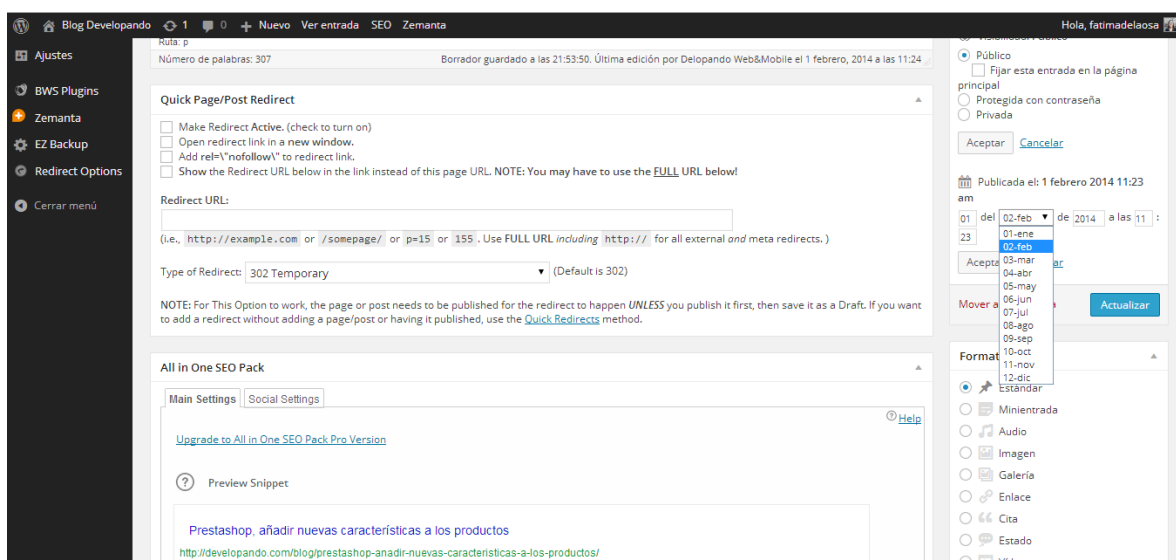 Blog Developando 1 0 + Nuevo Ver entrada SEO Zemanta Hola, fatimadelaosa
Ajustes
BWS Plugins
Zemanta
EZ Backup
Redirect Options
Cerrar menú
Ruta: p
Número de palabras: 307 Borrador guardado a las 21:53:50. Última edición por Delopando Web&Mobile el 1 febrero, 2014 a las 11:24
Quick Page/Post Redirect
Make Redirect Active. (check to turn on)
Open redirect link in a new window.
Add rel=\"nofollow\" to redirect link.
Show the Redirect URL below in the link instead of this page URL. NOTE: You may have to use the FULL URL below!
Redirect URL:
(i.e., http://example.com or /somepage/ or p=15 or 155 . Use FULL URL including http:// for all external and meta redirects. )
Type of Redirect: 302 Temporary (Default is 302)
NOTE: For This Option to work, the page or post needs to be published for the redirect to happen UNLESS you publish it first, then save it as a Draft. If you want
to add a redirect without adding a page/post or having it published, use the Quick Redirects method.
All in One SEO Pack
Main Settings Social Settings
Help
Upgrade to All in One SEO Pack Pro Version
? Preview Snippet
Prestashop, añadir nuevas características a los productos
http://developando.com/blog/prestashop-anadir-nuevas-caracteristicas-a-los-productos/
Visibilidad: Público
Público
Fijar esta entrada en la página
principal
Protegida con contraseña
Privada
Aceptar Cancelar
Publicada el: 1 febrero 2014 11:23
am
01 del 02-feb de 2014 a las 11 :
23
01-ene
02-feb
03-mar
04-abr
05-may
06-jun
07-jul
08-ago
09-sep
10-oct
11-nov
12-dic
Mover a
Actualizar
Format
Estándar
Minientrada
Audio
Imagen
Galería
Enlace
Cita
Estado